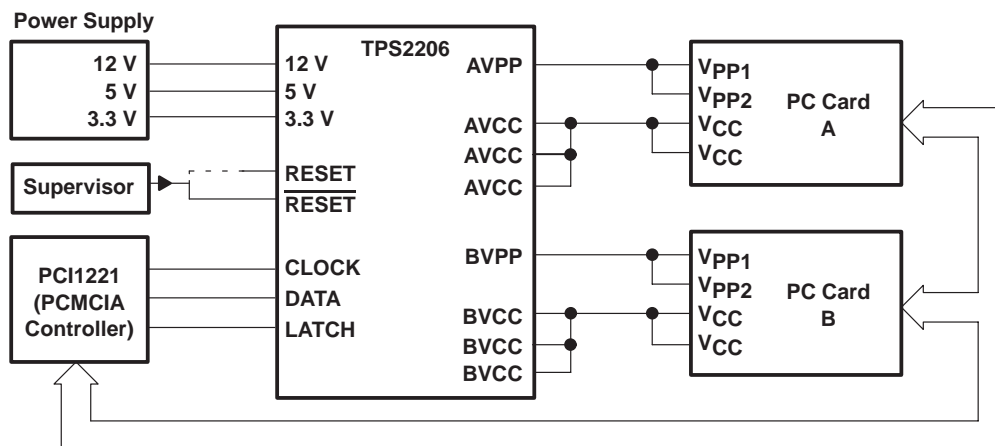 Power Supply
12 V
5 V
3.3 V
Supervisor
PCI1221
(PCMCIA
Controller)
TPS2206
12 V
5 V
3.3 V
RESET
RESET
CLOCK
DATA
LATCH
AVPP
AVCC
AVCC
AVCC
BVPP
BVCC
BVCC
BVCC
VPP1
VPP2
VCC
VCC
PC Card
A
VPP1
VPP2
VCC
VCC
PC Card
B